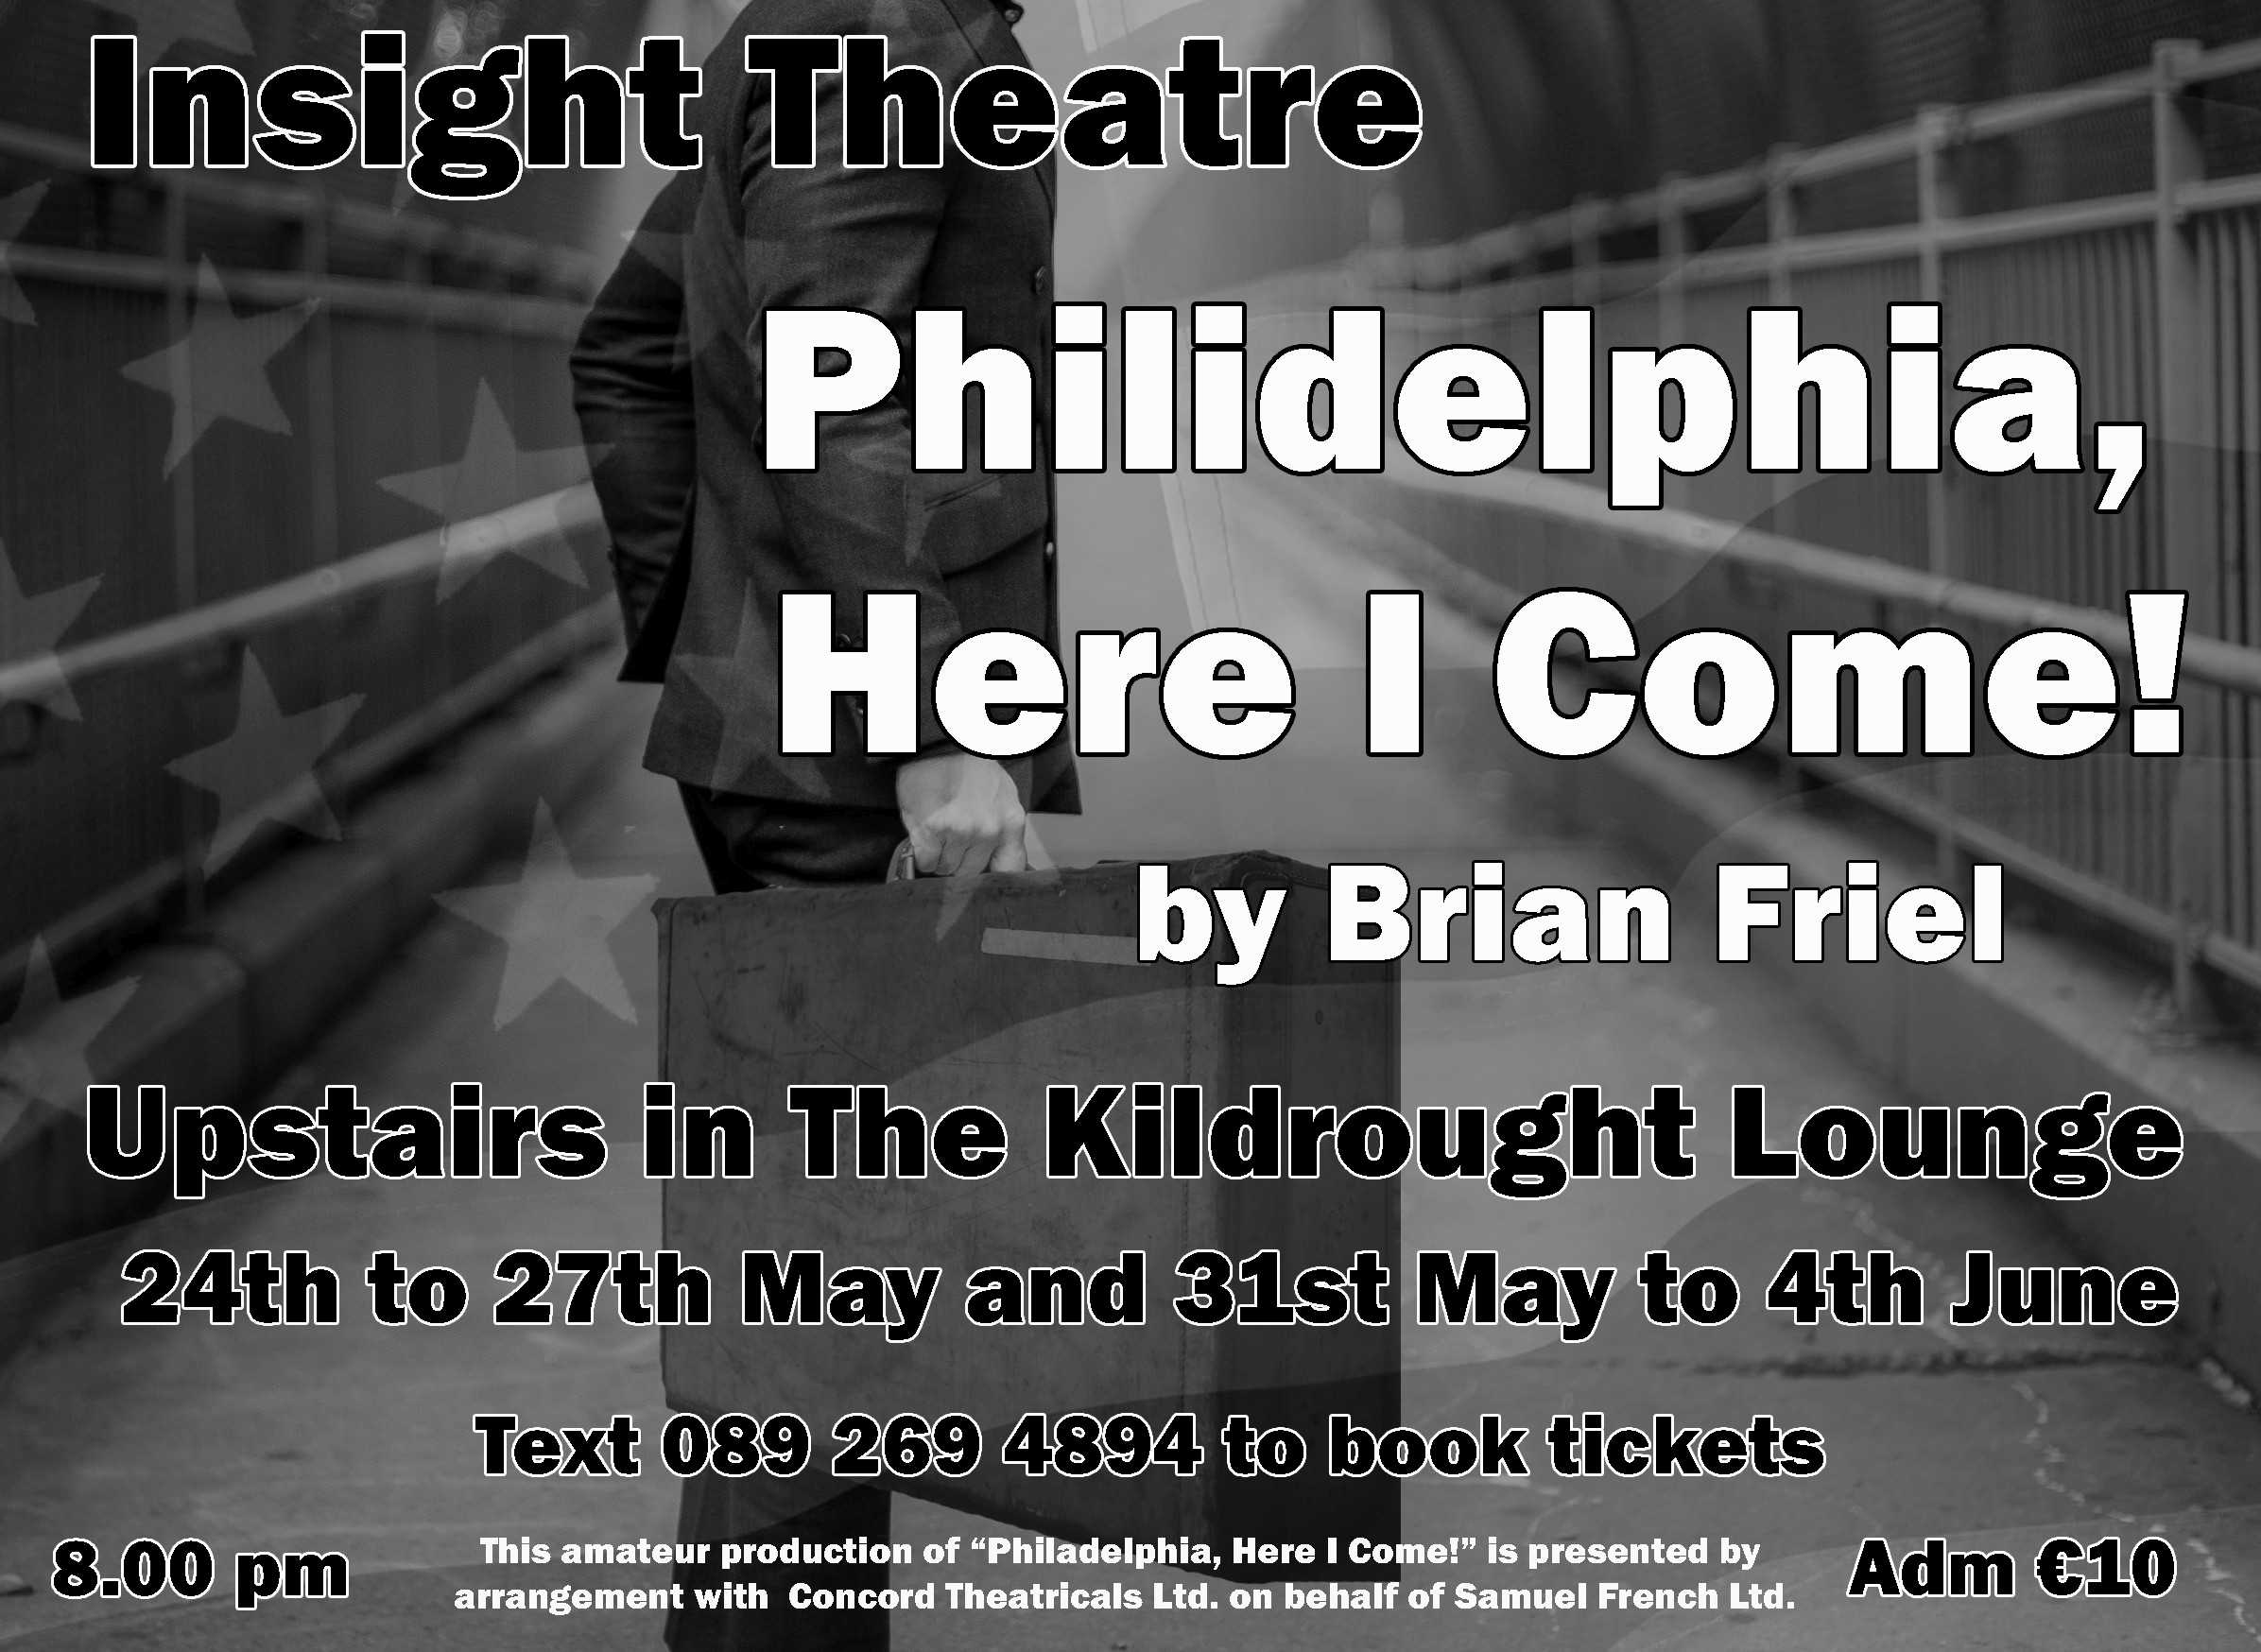 Insight Theatre
Philidelphia,
Here I Come!
by Brian Friel
Upstairs in The Kildrought Lounge
24th to 27th May and 31st May to 4th June
Text 089 269 4894 to book tickets
8.00 pm
This amateur production of “Philadelphia, Here I Come!” is presented by
arrangement with Concord Theatricals Ltd. on behalf of Samuel French Ltd.
Adm €10